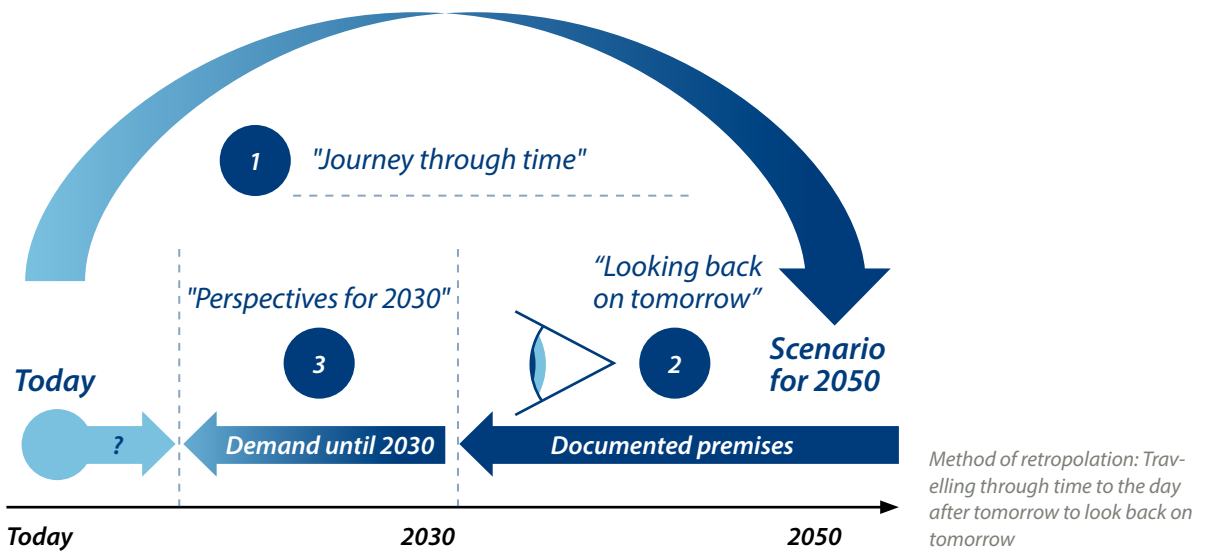 1
"Journey through time"
"Perspectives for 2030"
“Looking back
on tomorrow”
3
2
Scenario
for 2050
Today
?
Demand until 2030
Documented premises
Today
2030
2050
Method of retropolation: Trav-
elling through time to the day
after tomorrow to look back on
tomorrow